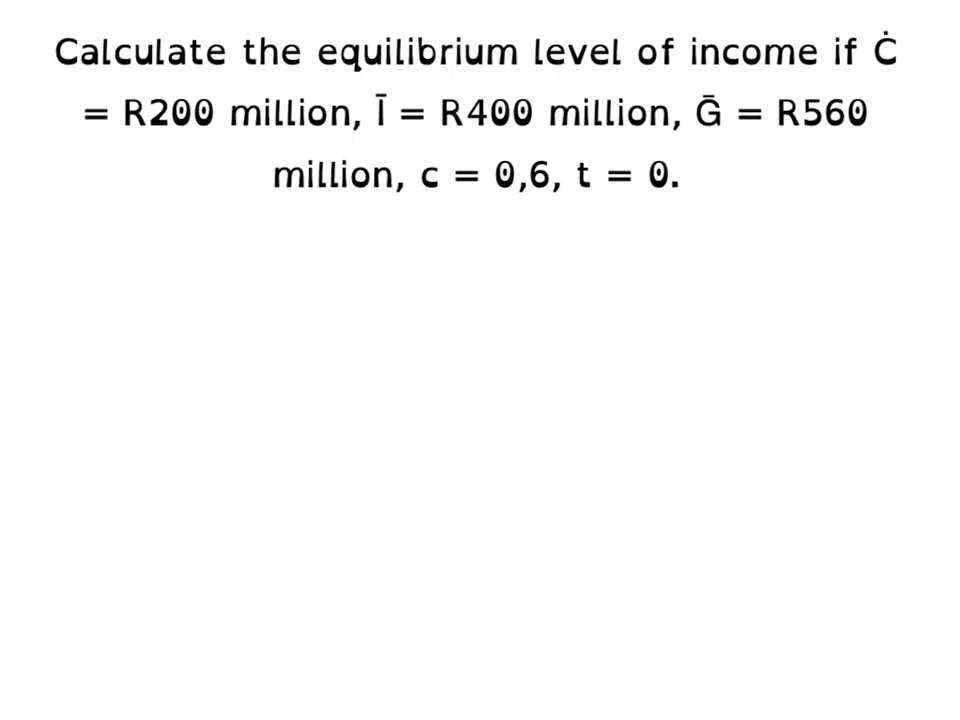 Calculate the equilibrium level of income if Ċ
= R200 million, Ī = R400 million, Ḡ = R560
million, c = 0,6, t = 0.